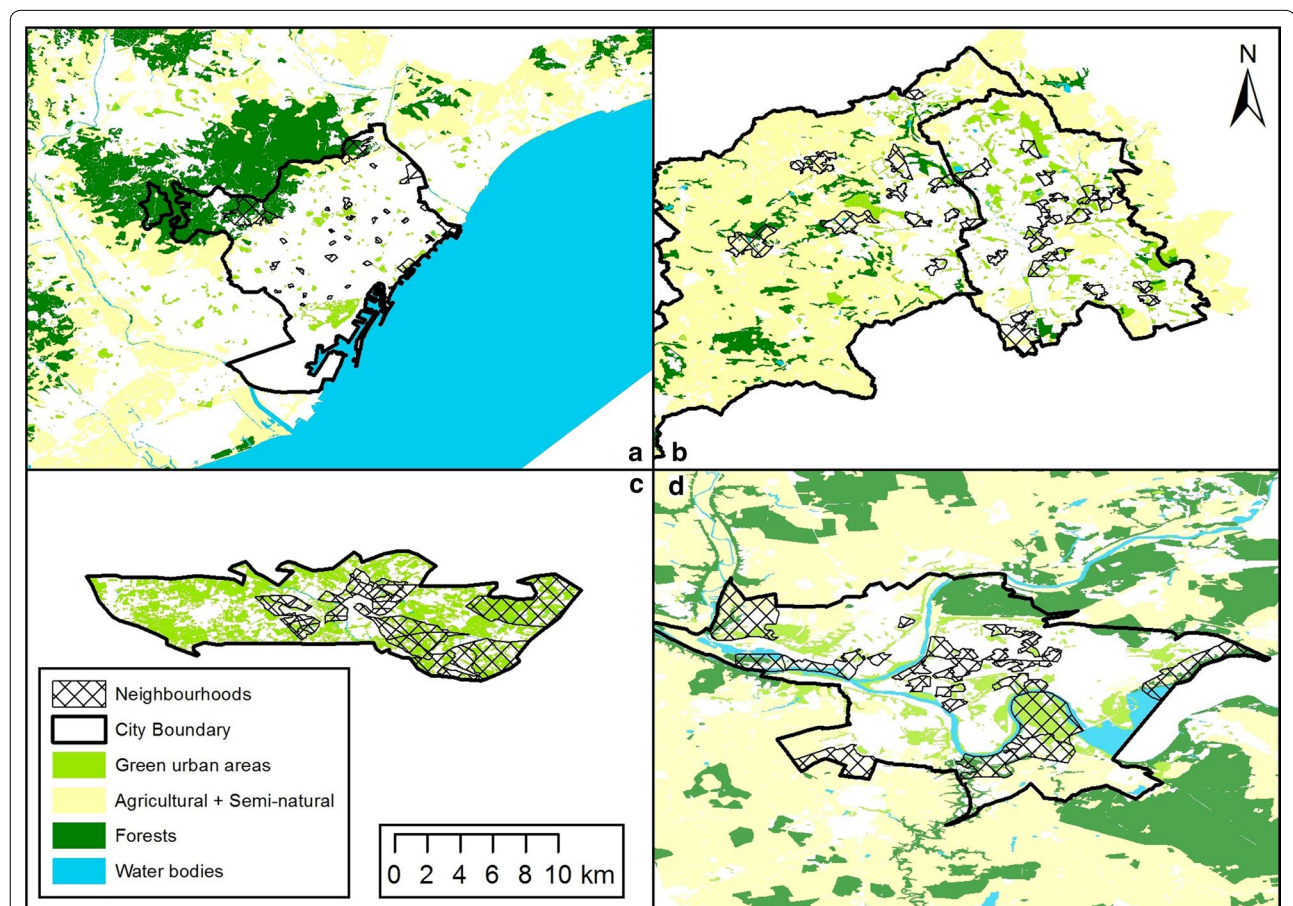 N
a
b
c
d
Neighbourhoods
City Boundary
Green urban areas
Agricultural + Semi-natural
Forests
Water bodies
0 2 4 6 8 10 km